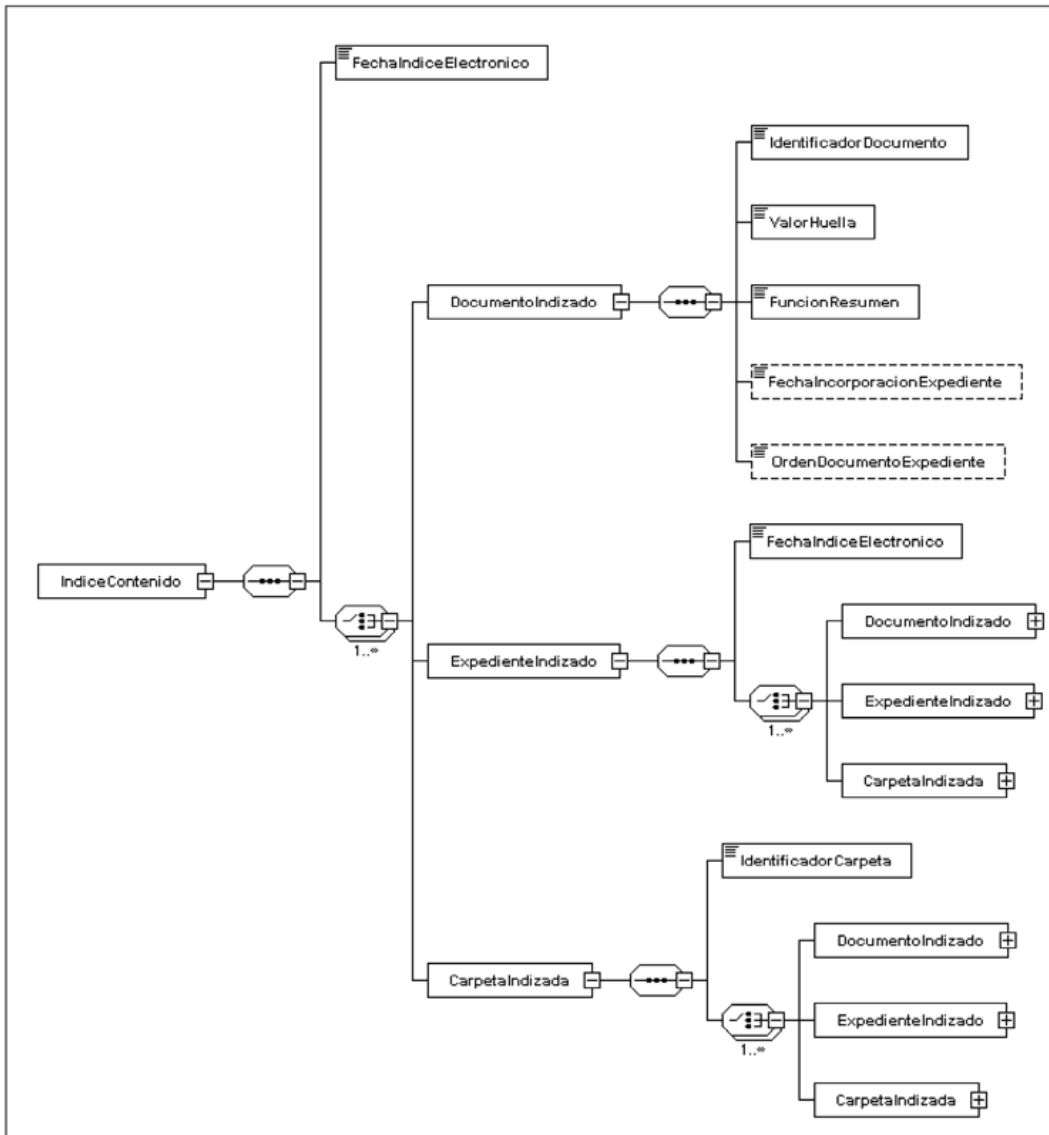 FechaIndiceElectronico
IdentificadorDocumento
ValorHuella
DocumentoIndizado
FuncionResumen
FechaIncorporacionExpediente
OrdenDocumentoExpediente
FechaIndiceElectronico
IndiceContenido
DocumentoIndizado
1..∞
ExpedienteIndizado
ExpedienteIndizado
1..∞
CarpetaIndizada
IdentificadorCarpeta
DocumentoIndizado
CarpetaIndizada
ExpedienteIndizado
1..∞
CarpetaIndizada